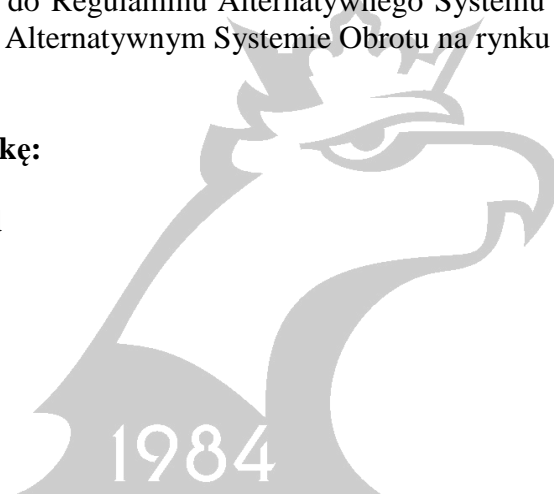 do Regulaminu Alternatywnego Systemu
Alternatywnym Systemie Obrotu na rynku
kę:
1984